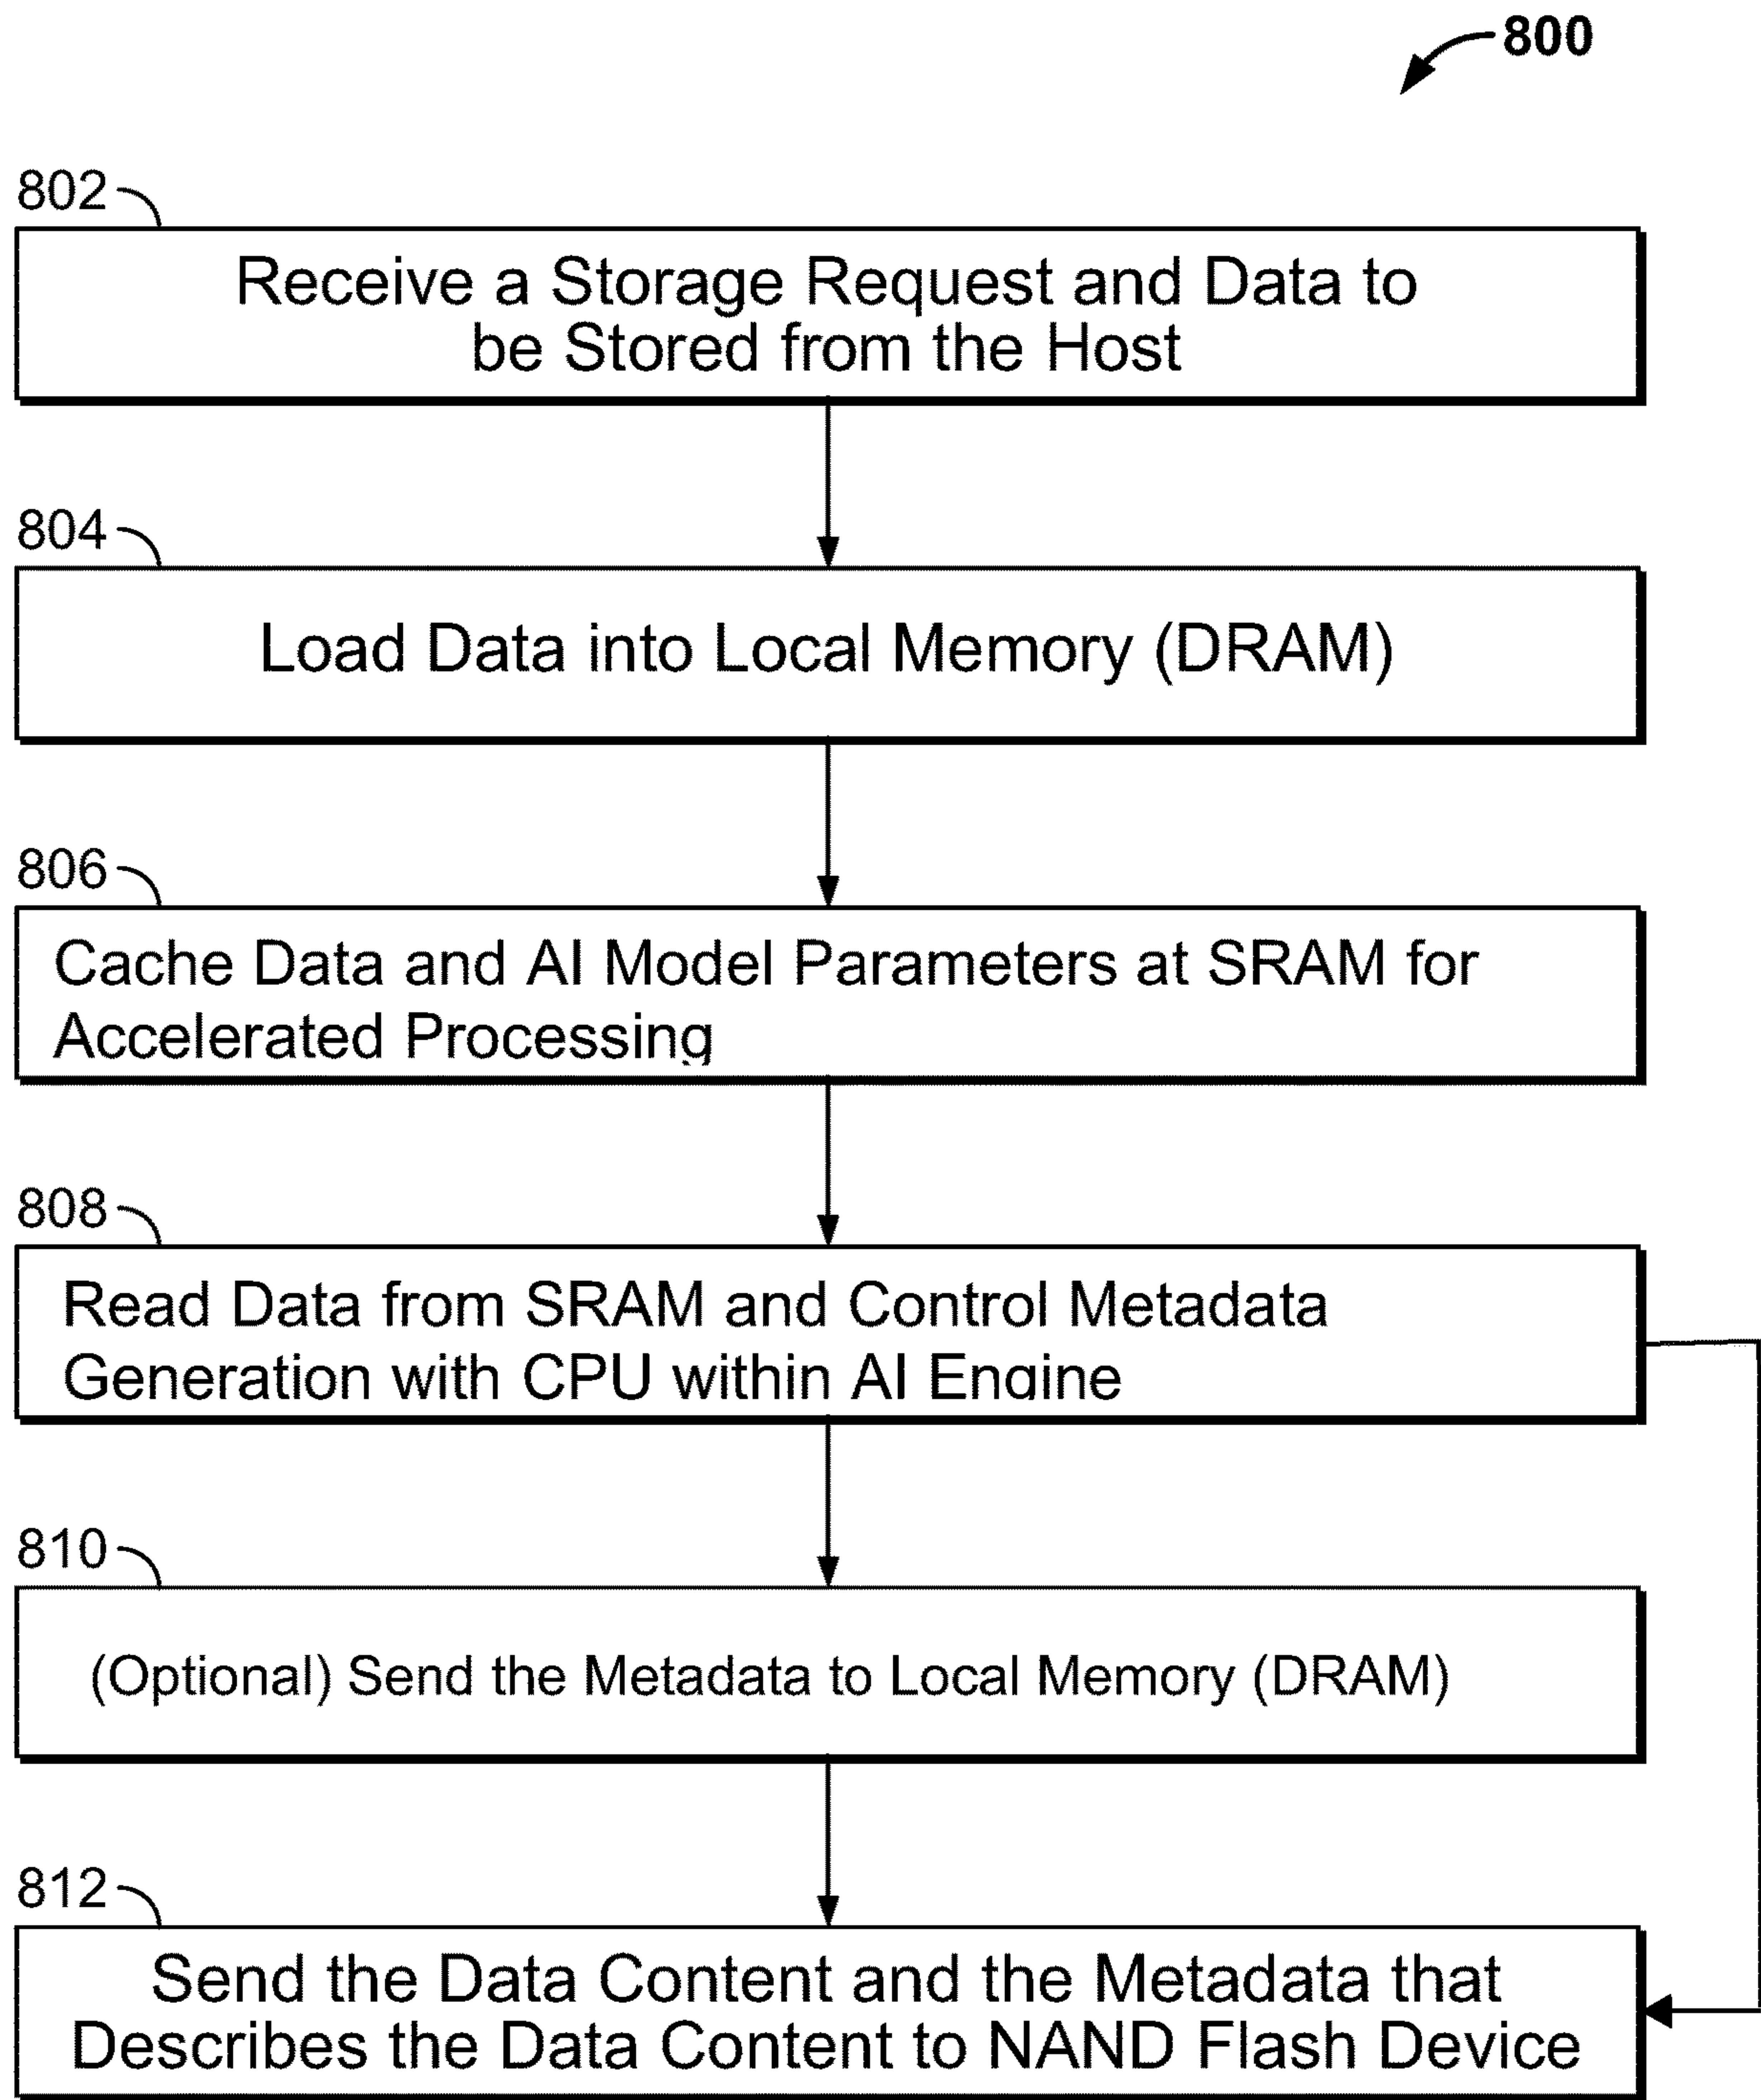 800
802
Receive a Storage Request and Data to
be Stored from the Host
804
Load Data into Local Memory (DRAM)
806
Cache Data and AI Model Parameters at SRAM for
Accelerated Processing
808
Read Data from SRAM and Control Metadata
Generation with CPU within AI Engine
810
(Optional) Send the Metadata to Local Memory (DRAM)
812
Send the Data Content and the Metadata that
Describes the Data Content to NAND Flash Device